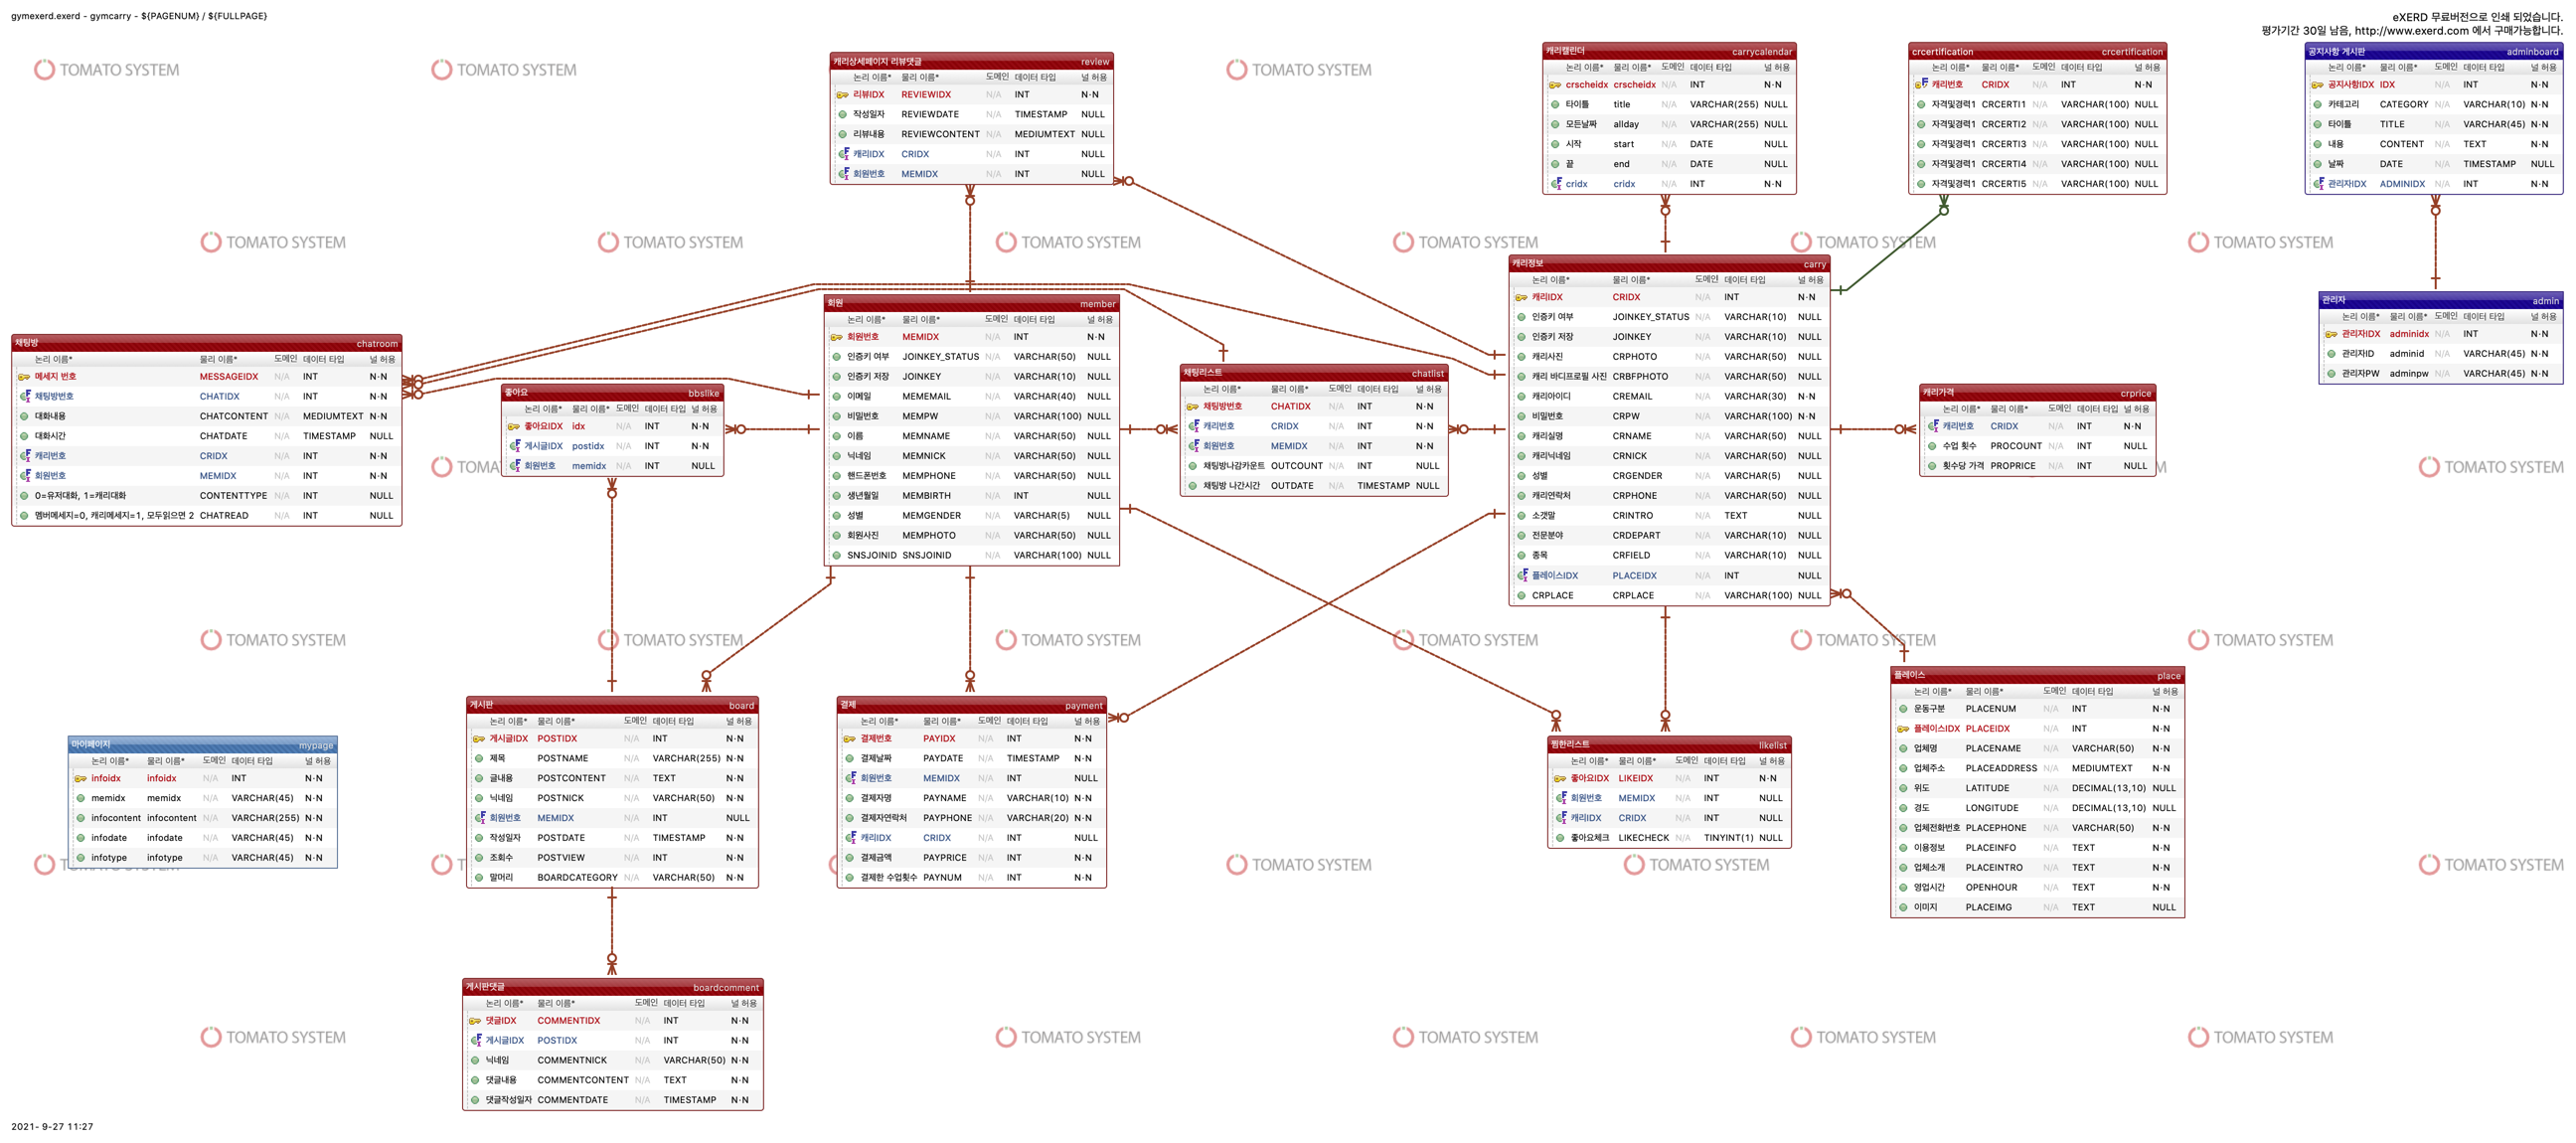 gymexerd.exerd - gymcarry - ${PAGENUM} / ${FULLPAGE}
eXERD 무료버전으로 인쇄 되었습니다.
평가기간 30일 남음, http://www.exerd.com 에서 구매가능합니다.
TOMATO SYSTEM
캐리상세페이지 리뷰댓글 review
논리 이름* 물리 이름* 도메인 데이터 타입 널 허용
리뷰IDX REVIEWIDX N/A INT N-N
작성일자 REVIEWDATE N/A TIMESTAMP NULL
리뷰내용 REVIEWCONTENT N/A MEDIUMTEXT NULL
캐리IDX CRIDX N/A INT NULL
회원번호 MEMIDX N/A INT NULL
캐리캘린더 carrycalendar
논리 이름* 물리 이름* 도메인 데이터 타입 널 허용
crscheidx crscheidx N/A INT N-N
타이틀 title N/A VARCHAR(255) NULL
모든날짜 allday N/A VARCHAR(255) NULL
시작 start N/A DATE NULL
끝 end N/A DATE NULL
cridx cridx N/A INT N-N
crcertification crcertification
논리 이름* 물리 이름* 도메인 데이터 타입 널 허용
캐리번호 CRIDX N/A INT N-N
자격및경력1 CRCERTI1 N/A VARCHAR(100) NULL
자격및경력1 CRCERTI2 N/A VARCHAR(100) NULL
자격및경력1 CRCERTI3 N/A VARCHAR(100) NULL
자격및경력1 CRCERTI4 N/A VARCHAR(100) NULL
자격및경력1 CRCERTI5 N/A VARCHAR(100) NULL
공지사항 게시판 adminboard
논리 이름* 물리 이름* 도메인 데이터 타입 널 허용
공지사항IDX IDX N/A INT N-N
카테고리 CATEGORY N/A VARCHAR(10) N-N
타이틀 TITLE N/A VARCHAR(45) N-N
내용 CONTENT N/A TEXT N-N
날짜 DATE N/A TIMESTAMP NULL
관리자IDX ADMINIDX N/A INT N-N
관리자 admin
논리 이름* 물리 이름* 도메인 데이터 타입 널 허용
관리자IDX adminidx N/A INT N-N
관리자ID adminid N/A VARCHAR(45) N-N
관리자PW adminpw N/A VARCHAR(45) N-N
채팅방 chatroom
논리 이름* 물리 이름* 도메인 데이터 타입 널 허용
메세지 번호 MESSAGEIDX N/A INT N-N
채팅방번호 CHATIDX N/A INT N-N
대화내용 CHATCONTENT N/A MEDIUMTEXT N-N
대화시간 CHATDATE N/A TIMESTAMP NULL
캐리번호 CRIDX N/A INT N-N
회원번호 MEMIDX N/A INT N-N
0=유저대화, 1=캐리대화 CONTENTTYPE N/A INT NULL
멤버메세지=0, 캐리메세지=1, 모두읽으면 2 CHATREAD N/A INT NULL
좋아요 bbslike
논리 이름* 물리 이름* 도메인 데이터 타입 널 허용
좋아요IDX idx N/A INT N-N
게시글IDX postidx N/A INT N-N
회원번호 memidx N/A INT NULL
회원 member
논리 이름* 물리 이름* 도메인 데이터 타입 널 허용
회원번호 MEMIDX N/A INT N-N
인증키 여부 JOINKEY_STATUS N/A VARCHAR(50) NULL
인증키 저장 JOINKEY N/A VARCHAR(10) NULL
이메일 MEMEMAIL N/A VARCHAR(40) NULL
비밀번호 MEMPW N/A VARCHAR(100) NULL
이름 MEMNAME N/A VARCHAR(50) NULL
닉네임 MEMNICK N/A VARCHAR(50) NULL
핸드폰번호 MEMPHONE N/A VARCHAR(50) NULL
생년월일 MEMBIRTH N/A INT NULL
성별 MEMGENDER N/A VARCHAR(5) NULL
회원사진 MEMPHOTO N/A VARCHAR(50) NULL
SNSJOINID SNSJOINID N/A VARCHAR(100) NULL
채팅리스트 chatlist
논리 이름* 물리 이름* 도메인 데이터 타입 널 허용
채팅방번호 CHATIDX N/A INT N-N
캐리번호 CRIDX N/A INT N-N
회원번호 MEMIDX N/A INT N-N
채팅방나감카운트 OUTCOUNT N/A INT NULL
채팅방 나간시간 OUTDATE N/A TIMESTAMP NULL
캐리정보 carry
논리 이름* 물리 이름* 도메인 데이터 타입 널 허용
캐리IDX CRIDX N/A INT N-N
인증키 여부 JOINKEY_STATUS N/A VARCHAR(10) NULL
인증키 저장 JOINKEY N/A VARCHAR(10) NULL
캐리사진 CRPHOTO N/A VARCHAR(50) NULL
캐리 바디프로필 사진 CRBFPHOTO N/A VARCHAR(50) NULL
캐리아이디 CREMAIL N/A VARCHAR(30) N-N
비밀번호 CRPW N/A VARCHAR(100) N-N
캐리실명 CRNAME N/A VARCHAR(50) NULL
캐리닉네임 CRNICK N/A VARCHAR(50) NULL
성별 CRGENDER N/A VARCHAR(5) NULL
캐리연락처 CRPHONE N/A VARCHAR(50) NULL
소갯말 CRINTRO N/A TEXT NULL
전문분야 CRDEPART N/A VARCHAR(10) NULL
종목 CRFIELD N/A VARCHAR(10) NULL
플레이스IDX PLACEIDX N/A INT NULL
CRPLACE CRPLACE N/A VARCHAR(100) NULL
캐리가격 crprice
논리 이름* 물리 이름* 도메인 데이터 타입 널 허용
캐리번호 CRIDX N/A INT N-N
수업 횟수 PROCOUNT N/A INT NULL
횟수당 가격 PROPRICE N/A INT NULL
마이페이지 mypage
논리 이름* 물리 이름* 도메인 데이터 타입 널 허용
infoidx infoidx N/A INT N-N
memidx memidx N/A VARCHAR(45) N-N
infocontent infocontent N/A VARCHAR(255) N-N
infodate infodate N/A VARCHAR(45) N-N
infotype infotype N/A VARCHAR(45) N-N
게시판 board
논리 이름* 물리 이름* 도메인 데이터 타입 널 허용
게시글IDX POSTIDX N/A INT N-N
제목 POSTNAME N/A VARCHAR(255) N-N
글내용 POSTCONTENT N/A TEXT N-N
닉네임 POSTNICK N/A VARCHAR(50) N-N
회원번호 MEMIDX N/A INT NULL
작성일자 POSTDATE N/A TIMESTAMP N-N
조회수 POSTVIEW N/A INT N-N
말머리 BOARDCATEGORY N/A VARCHAR(50) N-N
결제 payment
논리 이름* 물리 이름* 도메인 데이터 타입 널 허용
결제번호 PAYIDX N/A INT N-N
결제날짜 PAYDATE N/A TIMESTAMP N-N
회원번호 MEMIDX N/A INT NULL
결제자명 PAYNAME N/A VARCHAR(10) N-N
결제자연락처 PAYPHONE N/A VARCHAR(20) N-N
캐리IDX CRIDX N/A INT NULL
결제금액 PAYPRICE N/A INT N-N
결제한 수업횟수 PAYNUM N/A INT N-N
찜한리스트 likelist
논리 이름* 물리 이름* 도메인 데이터 타입 널 허용
좋아요IDX LIKEIDX N/A INT N-N
회원번호 MEMIDX N/A INT NULL
캐리IDX CRIDX N/A INT NULL
좋아요체크 LIKECHECK N/A TINYINT(1) NULL
플레이스 place
논리 이름* 물리 이름* 도메인 데이터 타입 널 허용
운동구분 PLACENUM N/A INT N-N
플레이스IDX PLACEIDX N/A INT N-N
업체명 PLACENAME N/A VARCHAR(50) N-N
업체주소 PLACEADDRESS N/A MEDIUMTEXT N-N
위도 LATITUDE N/A DECIMAL(13,10) NULL
경도 LONGITUDE N/A DECIMAL(13,10) NULL
업체전화번호 PLACEPHONE N/A VARCHAR(50) N-N
이용정보 PLACEINFO N/A TEXT N-N
업체소개 PLACEINTRO N/A TEXT N-N
영업시간 OPENHOUR N/A TEXT N-N
이미지 PLACEIMG N/A TEXT NULL
게시판댓글 boardcomment
논리 이름* 물리 이름* 도메인 데이터 타입 널 허용
댓글IDX COMMENTIDX N/A INT N-N
게시글IDX POSTIDX N/A INT N-N
닉네임 COMMENTNICK N/A VARCHAR(50) N-N
댓글내용 COMMENTCONTENT N/A TEXT N-N
댓글작성일자 COMMENTDATE N/A TIMESTAMP N-N
2021- 9-27 11:27